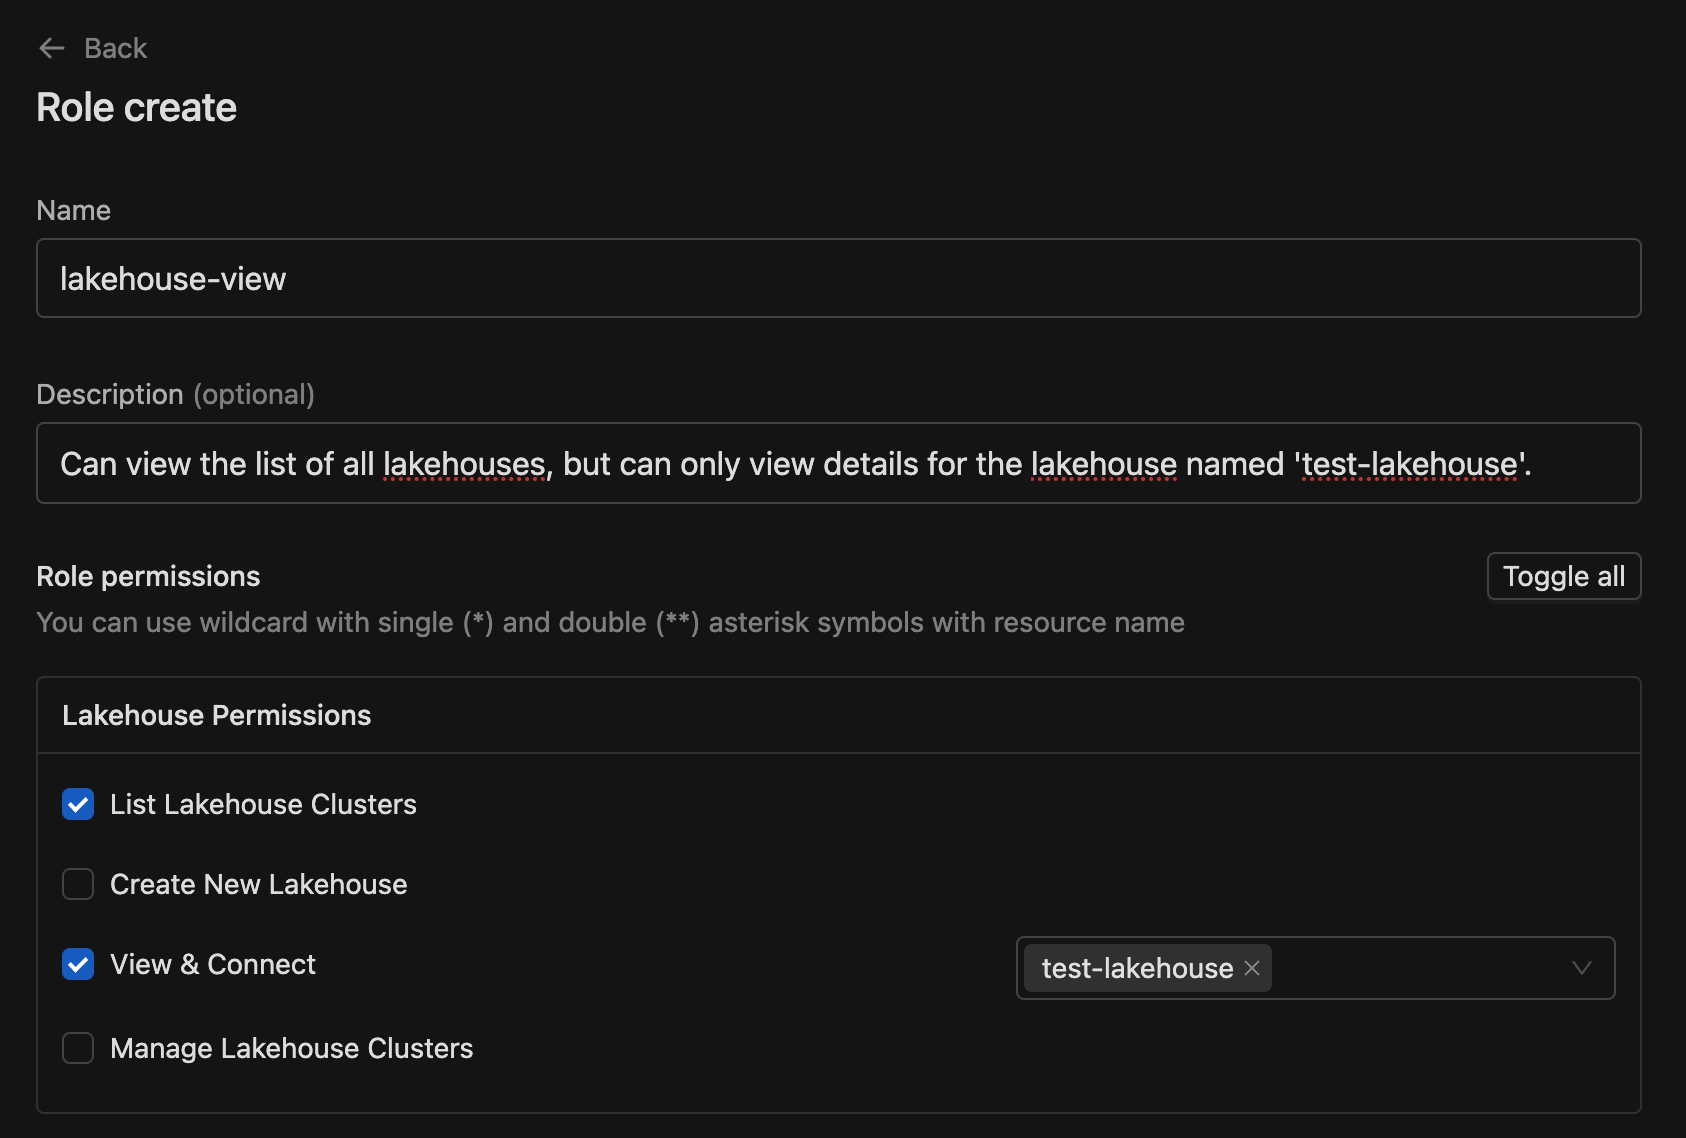 Back
Role create
Name
lakehouse-view
Description (optional)
Can view the list of all lakehouses, but can only view details for the lakehouse named 'test-lakehouse'.
Role permissions
Toggle all
You can use wildcard with single (*) and double (**) asterisk symbols with resource name
Lakehouse Permissions
List Lakehouse Clusters
Create New Lakehouse
View & Connect
test-lakehouse
Manage Lakehouse Clusters